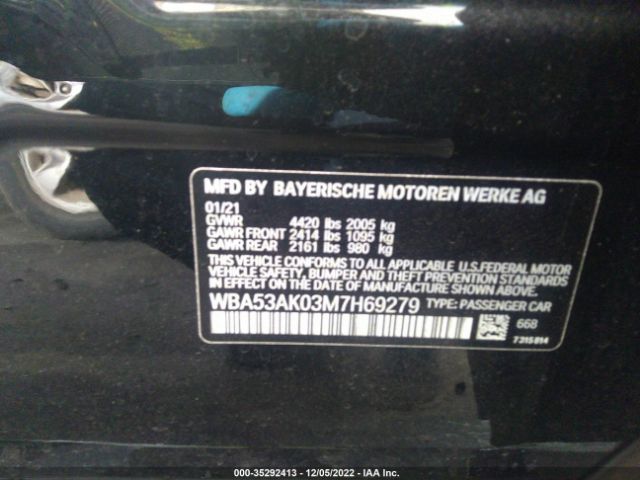 MFD BY BAYERISCHE MOTOREN WERKE AG
01/21
GVWR 4420 lbs 2005 kg
GAWR FRONT 2414 lbs 1095 kg
GAWR REAR 2161 lbs 980 kg
THIS VEHICLE CONFORMS TO ALL APPLICABLE U.S.FEDERAL MOTOR
VEHICLE SAFETY, BUMPER AND THEFT PREVENTION STANDARDS
IN EFFECT ON THE DATE OF MANUFACTURE SHOWN ABOVE.
WBA53AK03M7H69279 TYPE: PASSENGER CAR
668
7 215 814
000-35292413 - 12/05/2022 - IAA Inc.